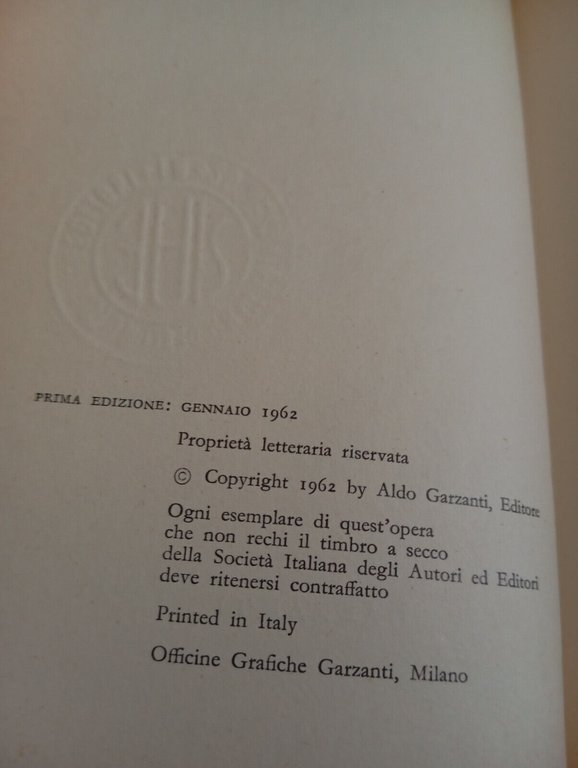 PRIMA EDIZIONE: GENNAIO 1962
Proprietà letteraria riservata
© Copyright 1962 by Aldo Garzanti, Editore
Ogni esemplare di quest'opera
che non rechi il timbro a secco
della Società Italiana degli Autori ed Editori
deve ritenersi contraffatto
Printed in Italy
Officine Grafiche Garzanti, Milano